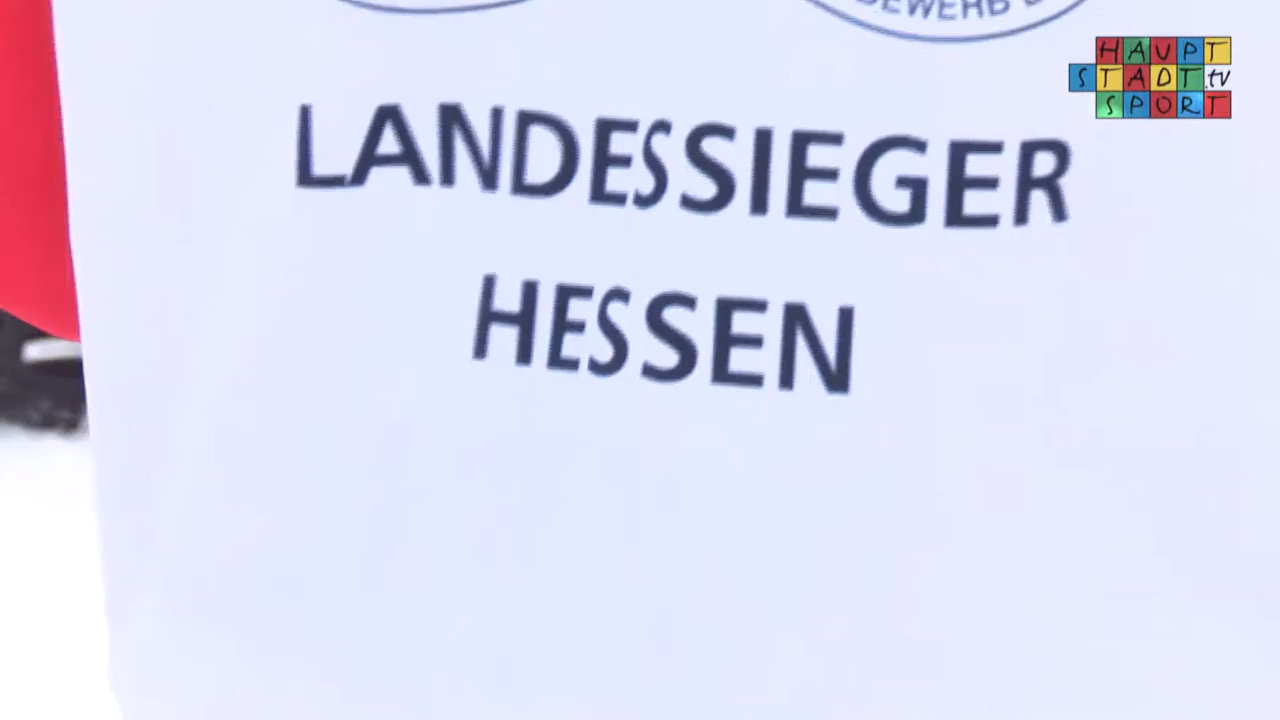 HAUPT
STADT.tv
SPORT
LANDESSIEGER
HESSEN